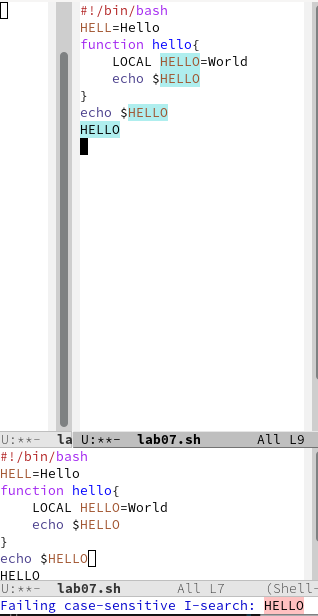 #!/bin/bash
HELL=Hello
function hello{
    LOCAL HELLO=World
    echo $HELLO
}
echo $HELLO
HELLO
U:**-  la
U:**-  lab07.sh       All L9
#!/bin/bash
HELL=Hello
function hello{
    LOCAL HELLO=World
    echo $HELLO
}
echo $HELLO
HELLO
U:**-  lab07.sh       All L7     (Shell-
Failing case-sensitive I-search: HELLO